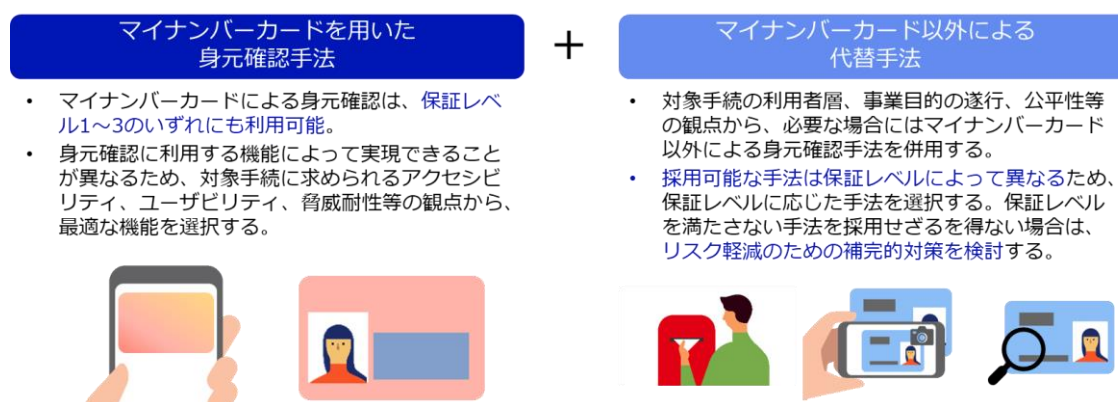 マイナンバーカードを用いた
身元確認手法
• マイナンバーカードによる身元確認は、保証レベ
ル1～3のいずれにも利用可能。
• 身元確認に利用する機能によって実現できること
が異なるため、対象手続に求められるアクセシビ
リティ、ユーザビリティ、脅威耐性等の観点から、
最適な機能を選択する。
＋
マイナンバーカード以外による
代替手法
• 対象手続の利用者層、事業目的の遂行、公平性等
の観点から、必要な場合にはマイナンバーカード
以外による身元確認手法を併用する。
• 採用可能な手法は保証レベルによって異なるため、
保証レベルに応じた手法を選択する。保証レベル
を満たさない手法を採用せざるを得ない場合は、
リスク軽減のための補完的対策を検討する。